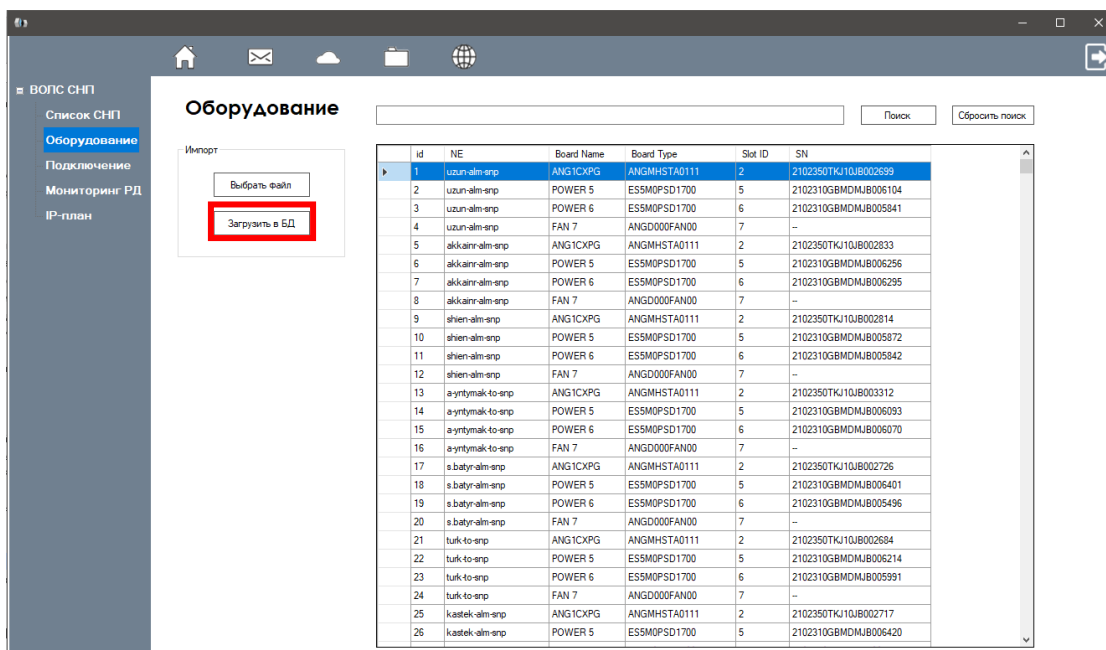 ВОЛС СНП
Список СНП
Оборудование
Подключение
Мониторинг РД
IP-план
Оборудование
Поиск
Сбросить поиск
Импорт
Выбрать файл
Загрузить в БД
id NE Board Name Board Type Slot ID SN
1 uzun-alm-snp ANG1CXPG ANGMHSTA0111 2 2102350TKJ10JB002699
2 uzun-alm-snp POWER 5 ES5M0PSD1700 5 2102310GBMDMJB006104
3 uzun-alm-snp POWER 6 ES5M0PSD1700 6 2102310GBMDMJB005841
4 uzun-alm-snp FAN 7 ANGD000FAN00 7 --
5 akkainr-alm-snp ANG1CXPG ANGMHSTA0111 2 2102350TKJ10JB002833
6 akkainr-alm-snp POWER 5 ES5M0PSD1700 5 2102310GBMDMJB006256
7 akkainr-alm-snp POWER 6 ES5M0PSD1700 6 2102310GBMDMJB006295
8 akkainr-alm-snp FAN 7 ANGD000FAN00 7 --
9 shien-alm-snp ANG1CXPG ANGMHSTA0111 2 2102350TKJ10JB002814
10 shien-alm-snp POWER 5 ES5M0PSD1700 5 2102310GBMDMJB005872
11 shien-alm-snp POWER 6 ES5M0PSD1700 6 2102310GBMDMJB005842
12 shien-alm-snp FAN 7 ANGD000FAN00 7 --
13 a-yntymak-to-snp ANG1CXPG ANGMHSTA0111 2 2102350TKJ10JB003312
14 a-yntymak-to-snp POWER 5 ES5M0PSD1700 5 2102310GBMDMJB006093
15 a-yntymak-to-snp POWER 6 ES5M0PSD1700 6 2102310GBMDMJB006070
16 a-yntymak-to-snp FAN 7 ANGD000FAN00 7 --
17 s.batyr-alm-snp ANG1CXPG ANGMHSTA0111 2 2102350TKJ10JB002726
18 s.batyr-alm-snp POWER 5 ES5M0PSD1700 5 2102310GBMDMJB006401
19 s.batyr-alm-snp POWER 6 ES5M0PSD1700 6 2102310GBMDMJB005496
20 s.batyr-alm-snp FAN 7 ANGD000FAN00 7 --
21 turk-to-snp ANG1CXPG ANGMHSTA0111 2 2102350TKJ10JB002684
22 turk-to-snp POWER 5 ES5M0PSD1700 5 2102310GBMDMJB006214
23 turk-to-snp POWER 6 ES5M0PSD1700 6 2102310GBMDMJB005991
24 turk-to-snp FAN 7 ANGD000FAN00 7 --
25 kastek-alm-snp ANG1CXPG ANGMHSTA0111 2 2102350TKJ10JB002717
26 kastek-alm-snp POWER 5 ES5M0PSD1700 5 2102310GBMDMJB006420